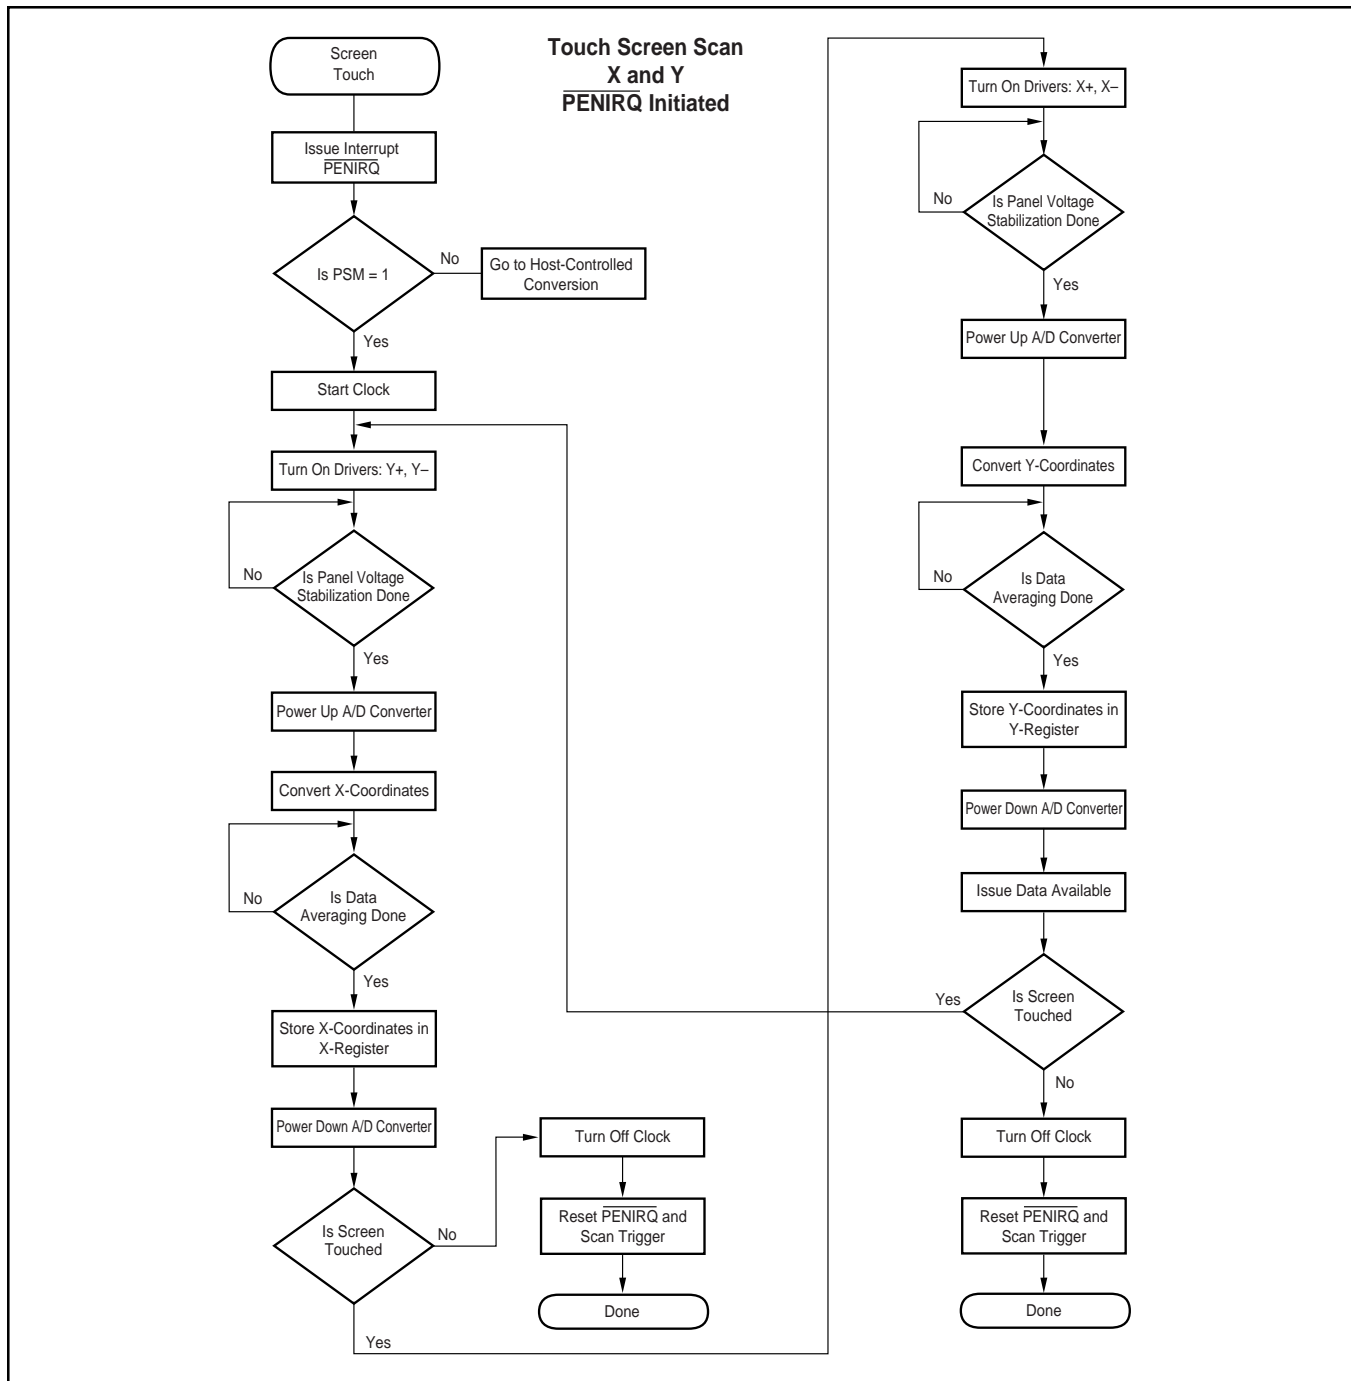 Touch Screen Scan
X and Y
PENIRQ Initiated
Screen
Touch
Issue Interrupt
PENIRQ
Is PSM = 1
No
Go to Host-Controlled
Conversion
Yes
Start Clock
Turn On Drivers: Y+, Y–
Is Panel Voltage
Stabilization Done
No
Yes
Power Up A/D Converter
Convert X-Coordinates
Is Data
Averaging Done
No
Yes
Store X-Coordinates in
X-Register
Power Down A/D Converter
Is Screen
Touched
No
Turn Off Clock
Reset PENIRQ and
Scan Trigger
Done
Yes
Turn On Drivers: X+, X–
Is Panel Voltage
Stabilization Done
No
Yes
Power Up A/D Converter
Convert Y-Coordinates
Is Data
Averaging Done
No
Yes
Store Y-Coordinates in
Y-Register
Power Down A/D Converter
Issue Data Available
Is Screen
Touched
Yes
No
Turn Off Clock
Reset PENIRQ and
Scan Trigger
Done